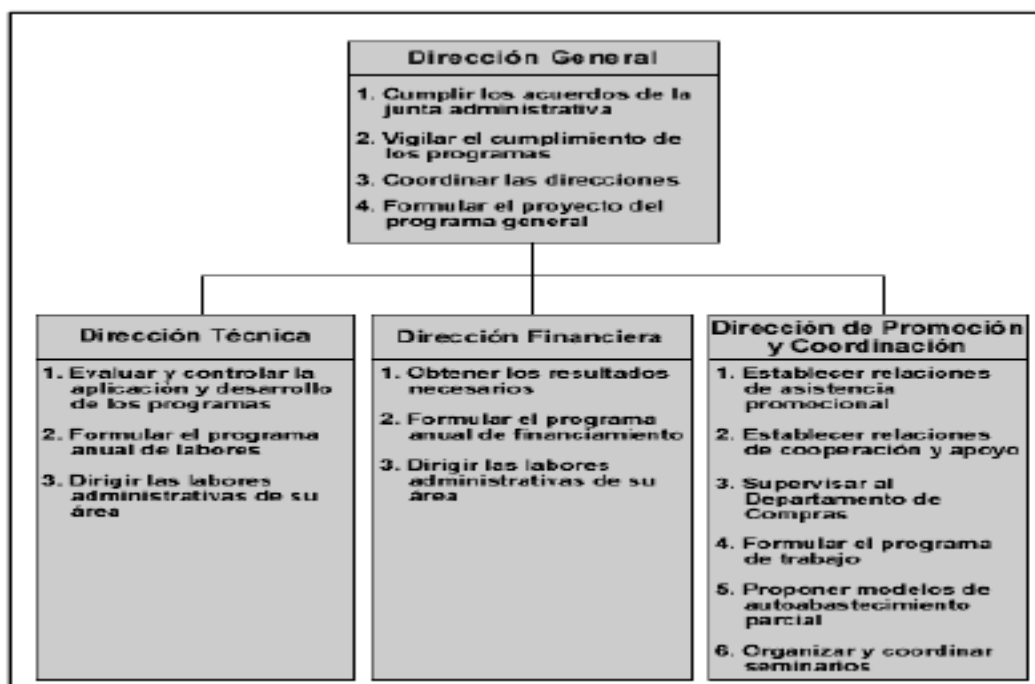 Dirección General
1. Cumplir los acuerdos de la
junta administrativa
2. Vigilar el cumplimiento de
los programas
3. Coordinar las direcciones
4. Formular el proyecto del
programa general
Dirección Técnica
1. Evaluar y controlar la
aplicación y desarrollo
de los programas
2. Formular el programa
anual de labores
3. Dirigir las labores
administrativas de su
área
Dirección Financiera
1. Obtener los resultados
necesarios
2. Formular el programa
anual de financiamiento
3. Dirigir las labores
administrativas de su
área
Dirección de Promoción
y Coordinación
1. Establecer relaciones
de asistencia
promocional
2. Establecer relaciones
de cooperación y apoyo
3. Supervisar al
Departamento de
Compras
4. Formular el programa
de trabajo
5. Proponer modelos de
autoabastecimiento
parcial
6. Organizar y coordinar
seminarios